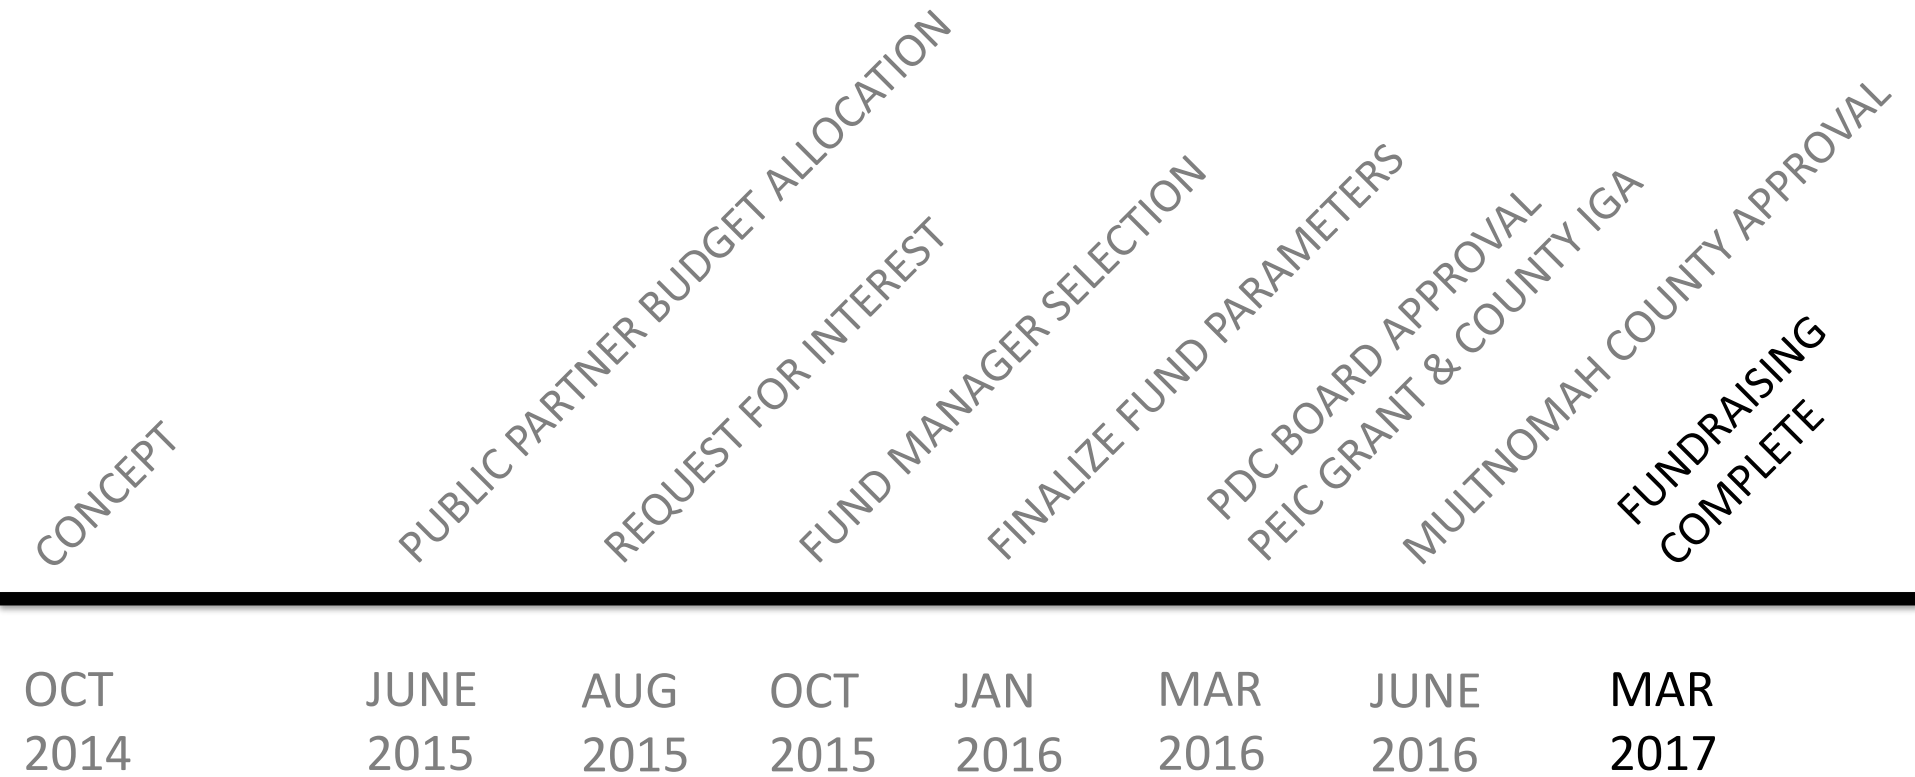 CONCEPT
PUBLIC PARTNER BUDGET ALLOCATION
REQUEST FOR INTEREST
FUND MANAGER SELECTION
FINALIZE FUND PARAMETERS
PDC BOARD APPROVAL
PEIC GRANT & COUNTY IGA
MULTNOMAH COUNTY APPROVAL
FUNDRAISING
COMPLETE
OCT
2014
JUNE
2015
AUG
2015
OCT
2015
JAN
2016
MAR
2016
JUNE
2016
MAR
2017